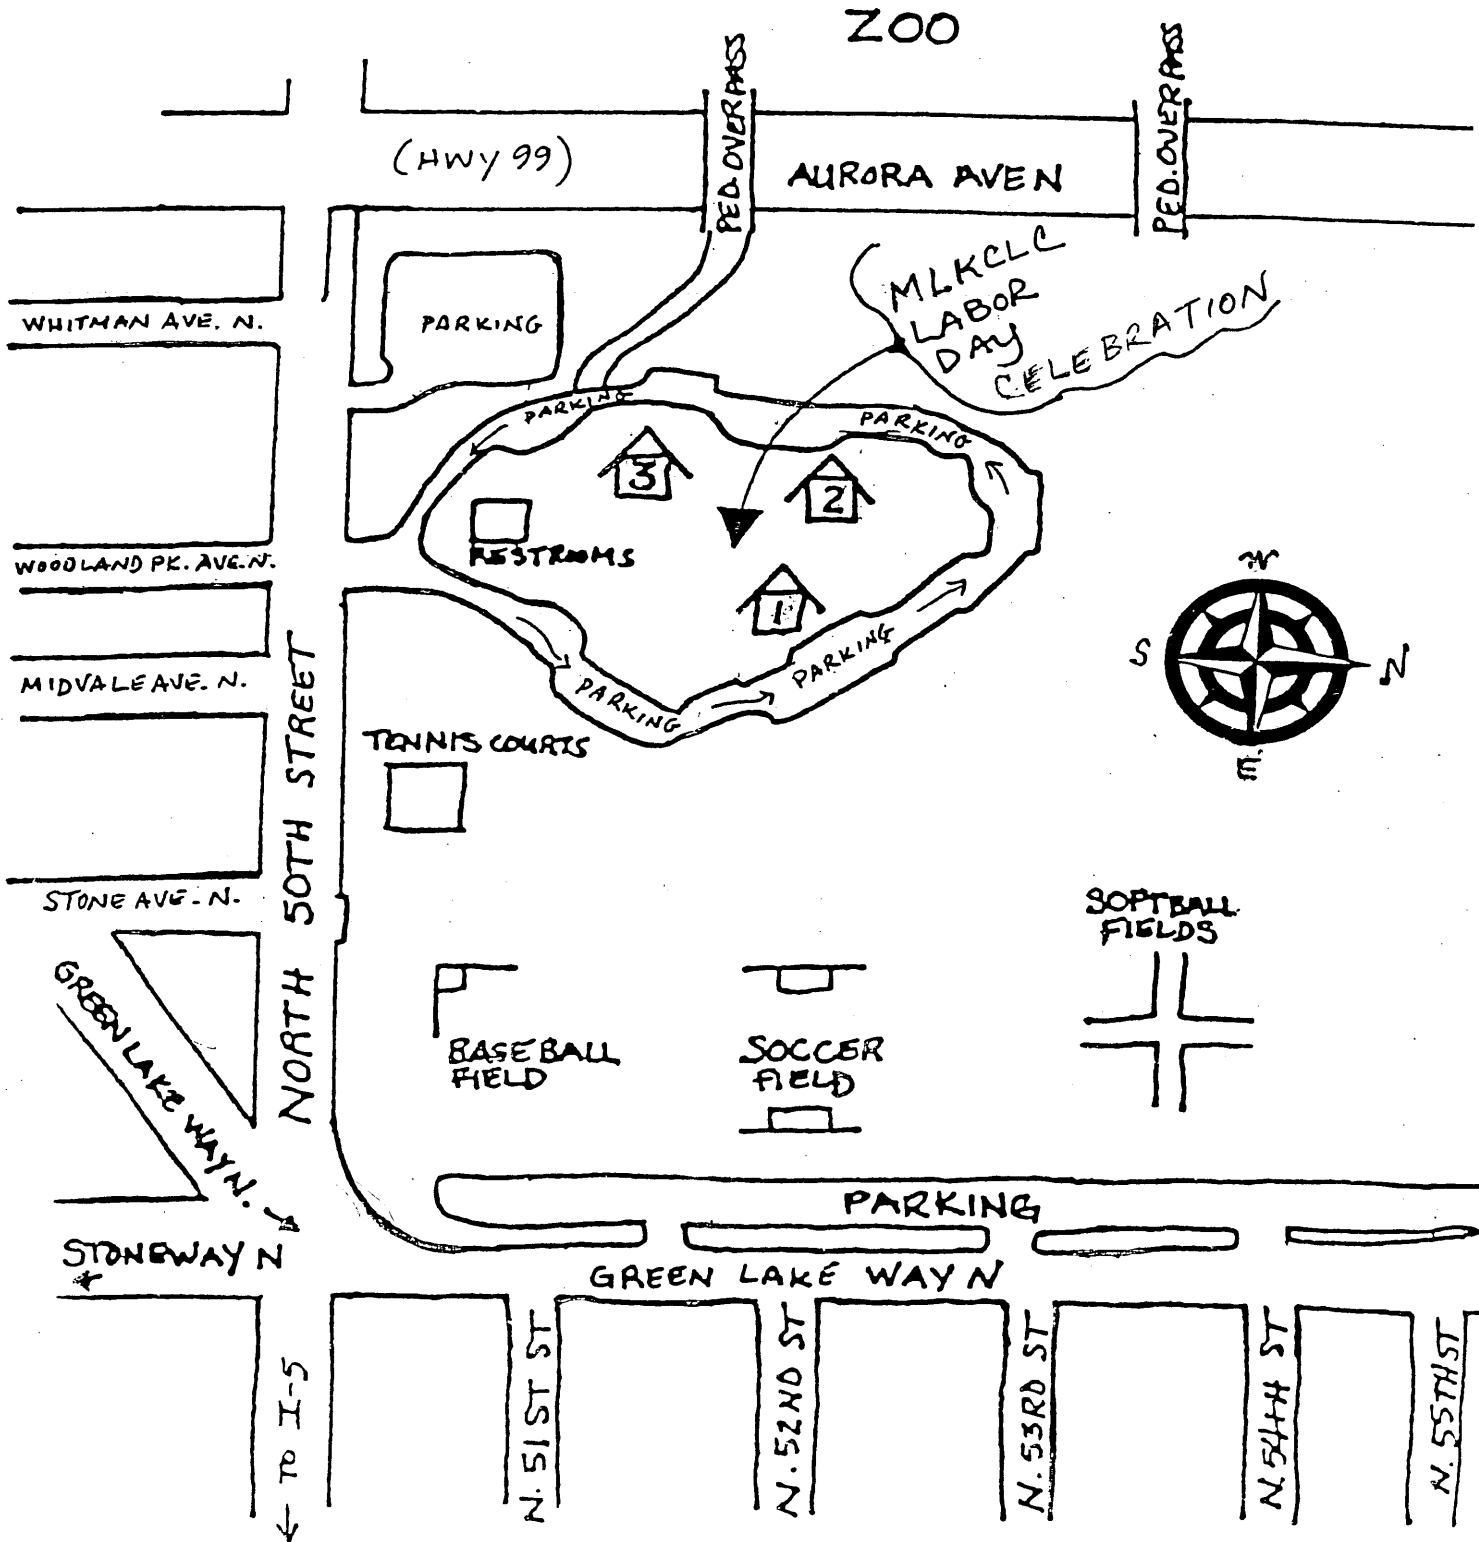 ZOO
PED. OVERPASS
PED. OVERPASS
(HWY 99)
AURORA AVE N
MLKCLC
LABOR
DAY
CELEBRATION
WHITMAN AVE. N.
PARKING
PARKING
PARKING
3
2
RESTROOMS
WOODLAND PK. AVE. N.
1
PARKING
PARKING
MIDVALE AVE. N.
W
S
N
E
TENNIS COURTS
NORTH 50TH STREET
STONE AVE. N.
GREEN LAKE WAY N.
SOFTBALL
FIELDS
BASEBALL
FIELD
SOCCER
FIELD
PARKING
STONEWAY N
GREEN LAKE WAY N
← TO I-5
N. 51ST ST
N. 52ND ST
N. 53RD ST
N. 54TH ST
N. 55TH ST